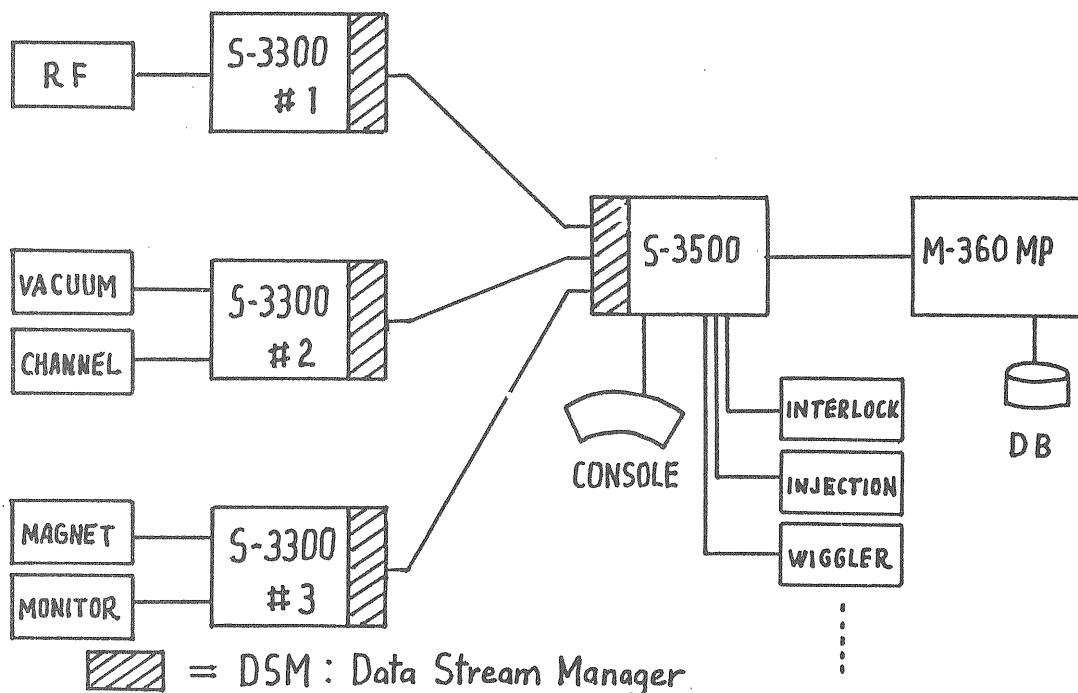 RF
S-3300
#1
VACUUM
CHANNEL
S-3300
#2
MAGNET
MONITOR
S-3300
#3
S-3500
M-360 MP
CONSOLE
INTERLOCK
INJECTION
WIGGLER
DB
= DSM : Data Stream Manager